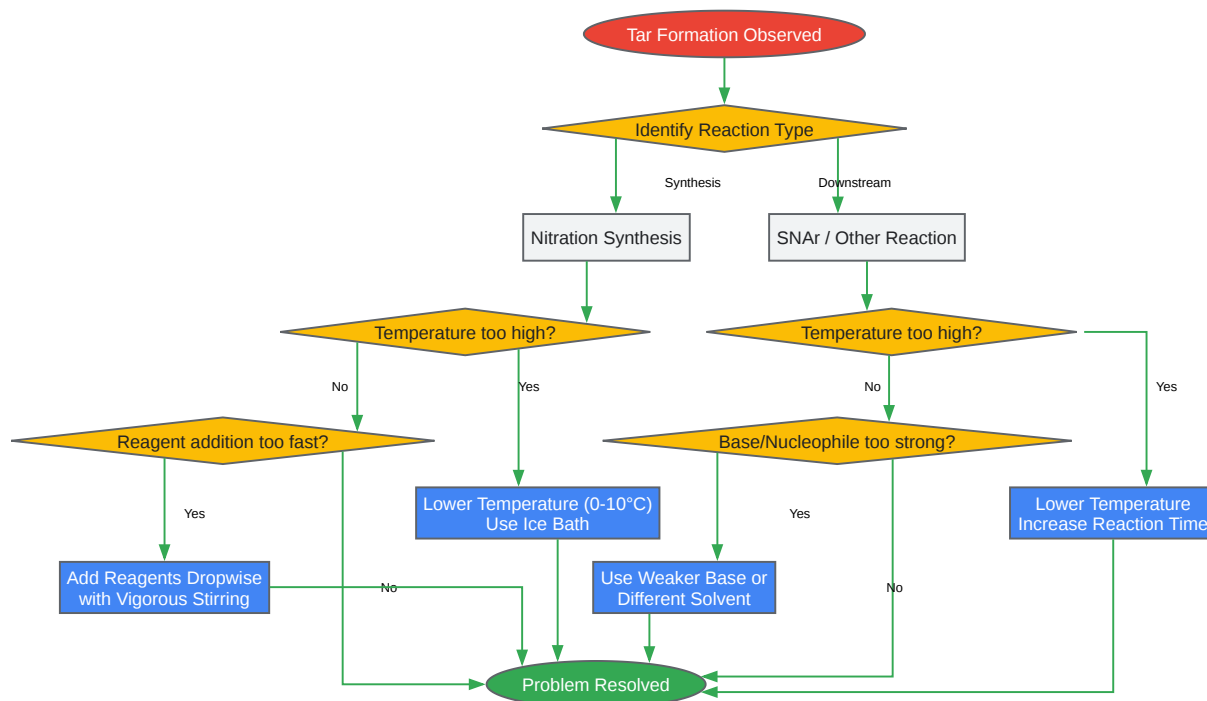 Tar Formation Observed
Identify Reaction Type
Synthesis
Downstream
Nitration Synthesis
SNAr / Other Reaction
Temperature too high?
Temperature too high?
No
Yes
No
Yes
Reagent addition too fast?
Base/Nucleophile too strong?
Lower Temperature (0-10°C)
Use Ice Bath
Lower Temperature
Increase Reaction Time
Yes
Yes
Add Reagents Dropwise
with Vigorous Stirring
No
Use Weaker Base or
Different Solvent
No
Problem Resolved